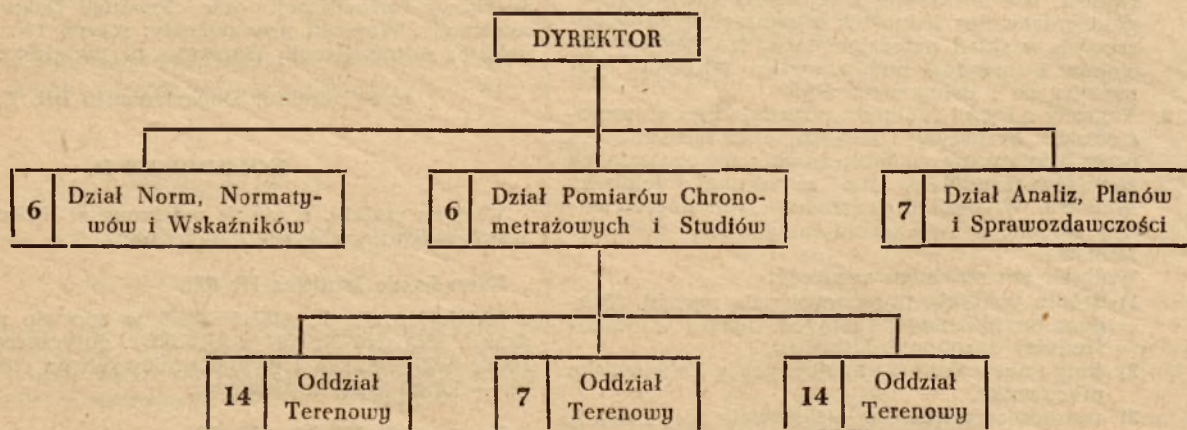 DYREKTOR
6
Dział Norm, Normaty-
wów i Wskaźników
6
Dział Pomiarów Chrono-
metrażowych i Studiów
7
Dział Analiz, Planów
i Sprawozdawczości
14
Oddział
Terenowy
7
Oddział
Terenowy
14
Oddział
Terenowy